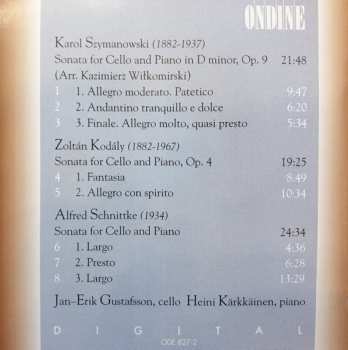 ONDINE
Karol Szymanowski (1882-1937)
Sonata for Cello and Piano in D minor, Op. 9 21:48
(Arr. Kazimierz Wiłkomirski)
1 1. Allegro moderato. Patetico 9:47
2 2. Andantino tranquillo e dolce 6:20
3 3. Finale. Allegro molto, quasi presto 5:34
Zoltán Kodály (1882-1967)
Sonata for Cello and Piano, Op. 4 19:25
4 1. Fantasia 8:49
5 2. Allegro con spirito 10:34
Alfred Schnittke (1934)
Sonata for Cello and Piano 24:34
6 1. Largo 4:36
7 2. Presto 6:28
8 3. Largo 13:29
Jan-Erik Gustafsson, cello Heini Kärkkäinen, piano
DIGITAL
ODE 827-2